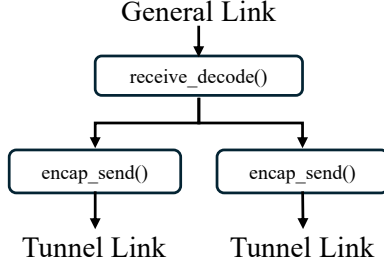 General Link
receive_decode()
encap_send()
encap_send()
Tunnel Link
Tunnel Link